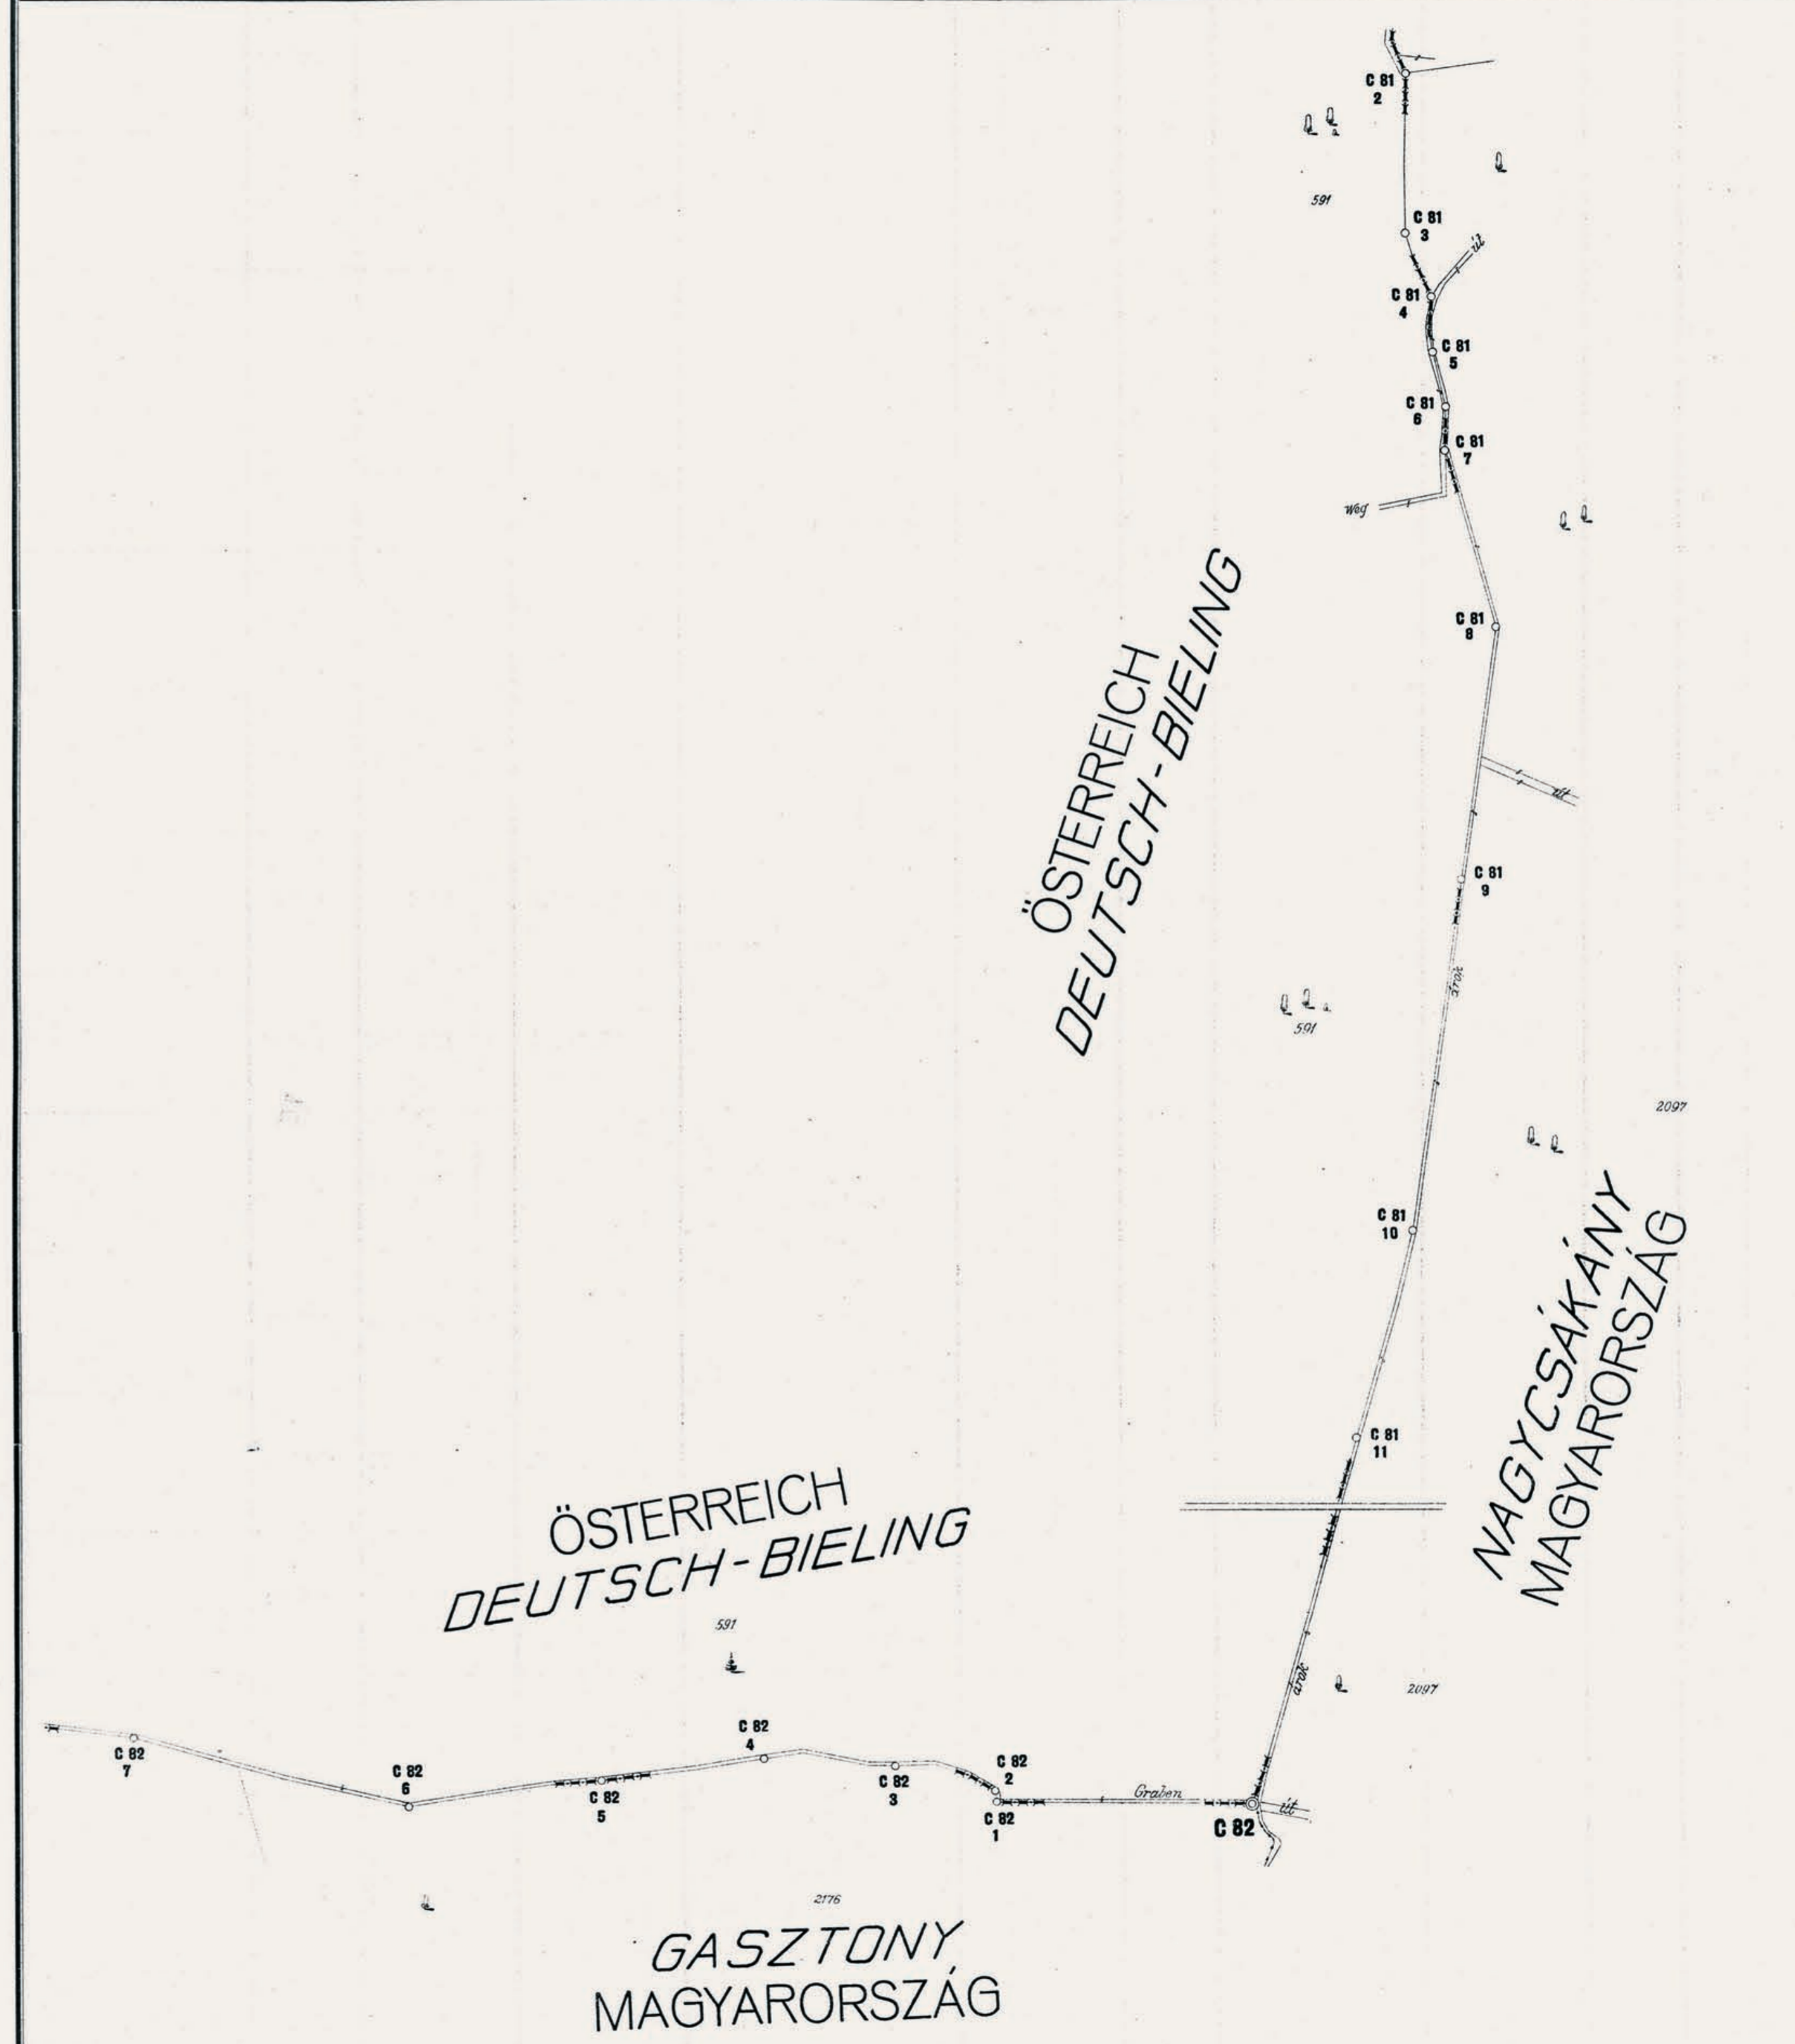 C 81
2
591
C 81
3
út
C 81
4
C 81
5
C 81
6
C 81
7
Weg
C 81
8
ÖSTERREICH
DEUTSCH-BIELING
út
C 81
9
árok
591
2097
C 81
10
NAGYCSÁKÁNY
MAGYARORSZÁG
C 81
11
ÖSTERREICH
DEUTSCH-BIELING
591
árok
2097
C 82
7
C 82
6
C 82
5
C 82
4
C 82
3
C 82
2
C 82
1
Graben
C 82
út
2176
GASZTONY
MAGYARORSZÁG